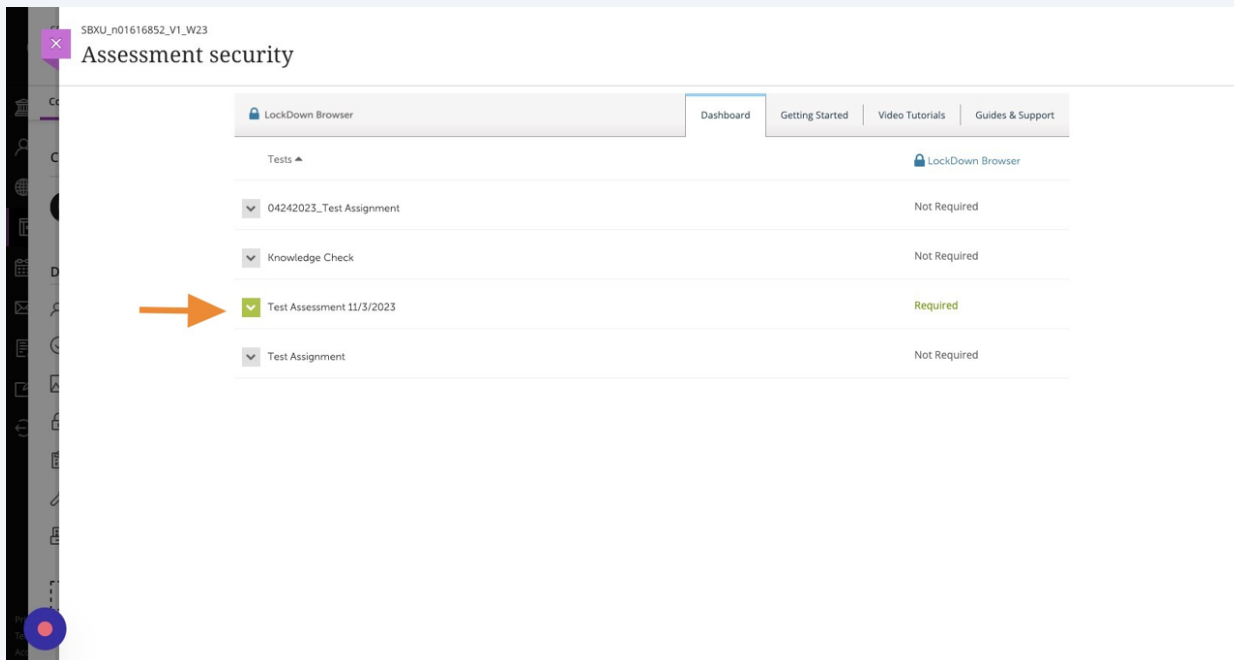 SBXU_n01616852_V1_W23
Assessment security
LockDown Browser
Dashboard
Getting Started
Video Tutorials
Guides & Support
Tests
LockDown Browser
04242023_Test Assignment
Not Required
Knowledge Check
Not Required
Test Assessment 11/3/2023
Required
Test Assignment
Not Required